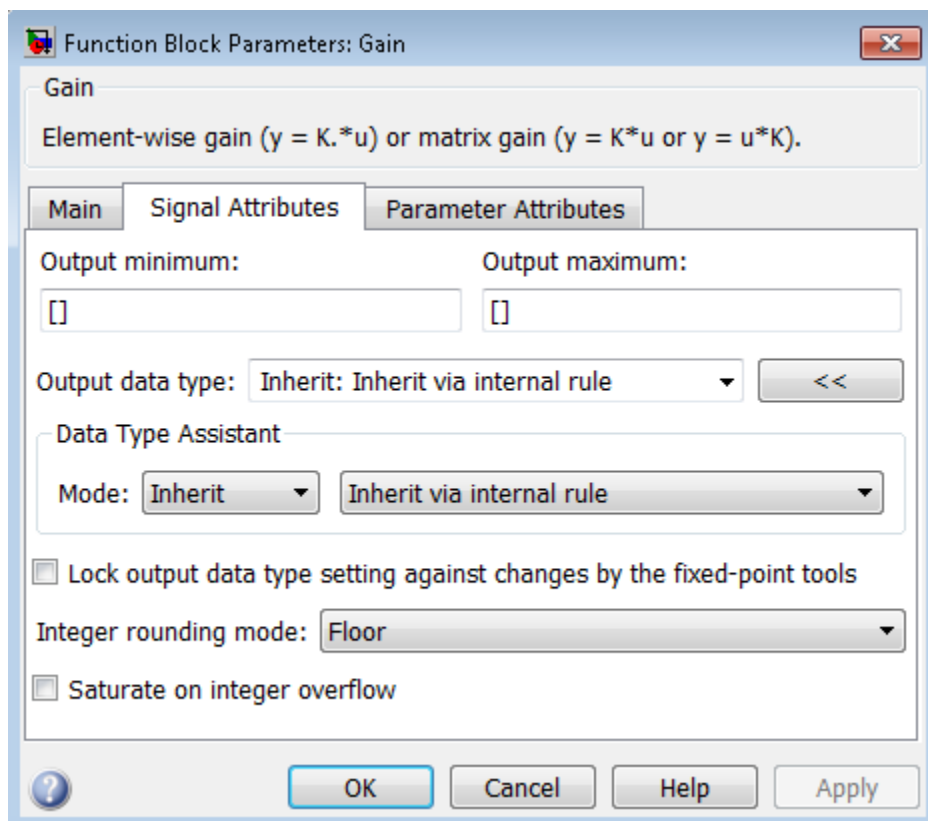 Function Block Parameters: Gain
Gain
Element-wise gain (y = K.*u) or matrix gain (y = K*u or y = u*K).
Main Signal Attributes Parameter Attributes
Output minimum: Output maximum:
[] []
Output data type: Inherit: Inherit via internal rule <<
Data Type Assistant
Mode: Inherit Inherit via internal rule
Lock output data type setting against changes by the fixed-point tools
Integer rounding mode: Floor
Saturate on integer overflow
? OK Cancel Help Apply